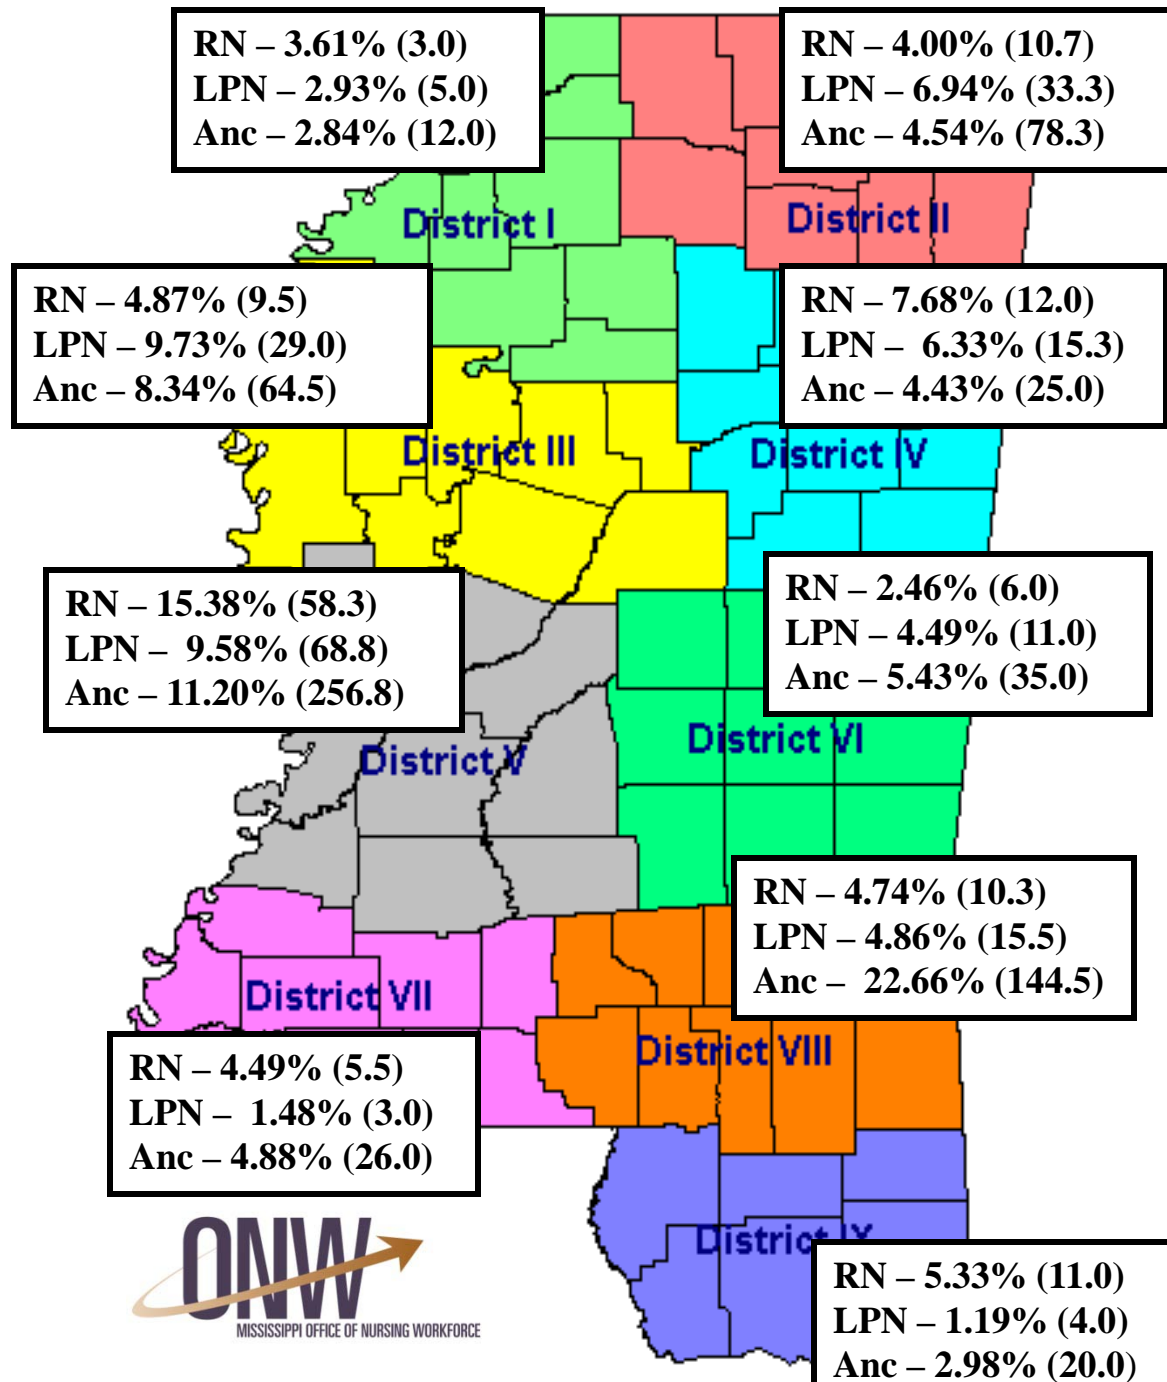 RN – 3.61% (3.0)
LPN – 2.93% (5.0)
Anc – 2.84% (12.0)
RN – 4.00% (10.7)
LPN – 6.94% (33.3)
Anc – 4.54% (78.3)
District I
District II
RN – 4.87% (9.5)
LPN – 9.73% (29.0)
Anc – 8.34% (64.5)
RN – 7.68% (12.0)
LPN –  6.33% (15.3)
Anc – 4.43% (25.0)
District III
District IV
RN – 15.38% (58.3)
LPN –  9.58% (68.8)
Anc – 11.20% (256.8)
RN – 2.46% (6.0)
LPN – 4.49% (11.0)
Anc – 5.43% (35.0)
District V
District VI
RN – 4.74% (10.3)
LPN – 4.86% (15.5)
Anc –  22.66% (144.5)
District VII
District VIII
RN – 4.49% (5.5)
LPN –  1.48% (3.0)
Anc – 4.88% (26.0)
ONW
MISSISSIPPI OFFICE OF NURSING WORKFORCE
District IX
RN – 5.33% (11.0)
LPN – 1.19% (4.0)
Anc – 2.98% (20.0)